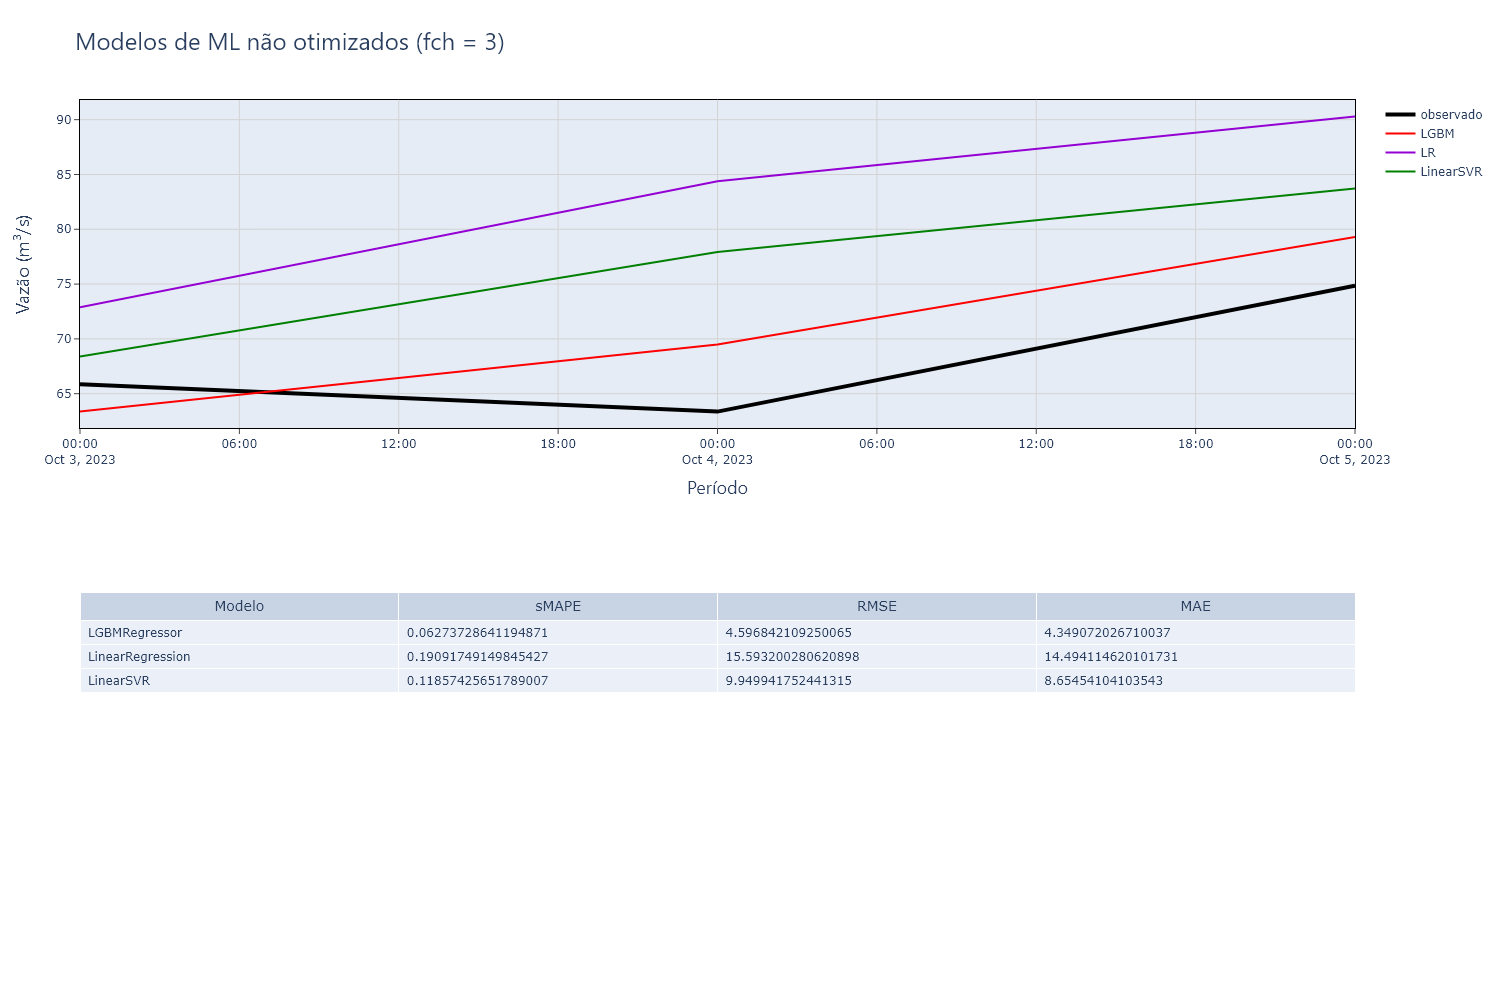 Modelos de ML não otimizados (fch = 3)
90
85
80
75
70
65
Vazão (m³/s)
00:00 06:00 12:00 18:00 00:00 06:00 12:00 18:00 00:00
Oct 3, 2023 Oct 4, 2023 Oct 5, 2023
Período
observado
LGBM
LR
LinearSVR
Modelo sMAPE RMSE MAE
LGBMRegressor 0.06273728641194871 4.596842109250065 4.349072026710037
LinearRegression 0.19091749149845427 15.593200280620898 14.494114620101731
LinearSVR 0.11857425651789007 9.949941752441315 8.65454104103543